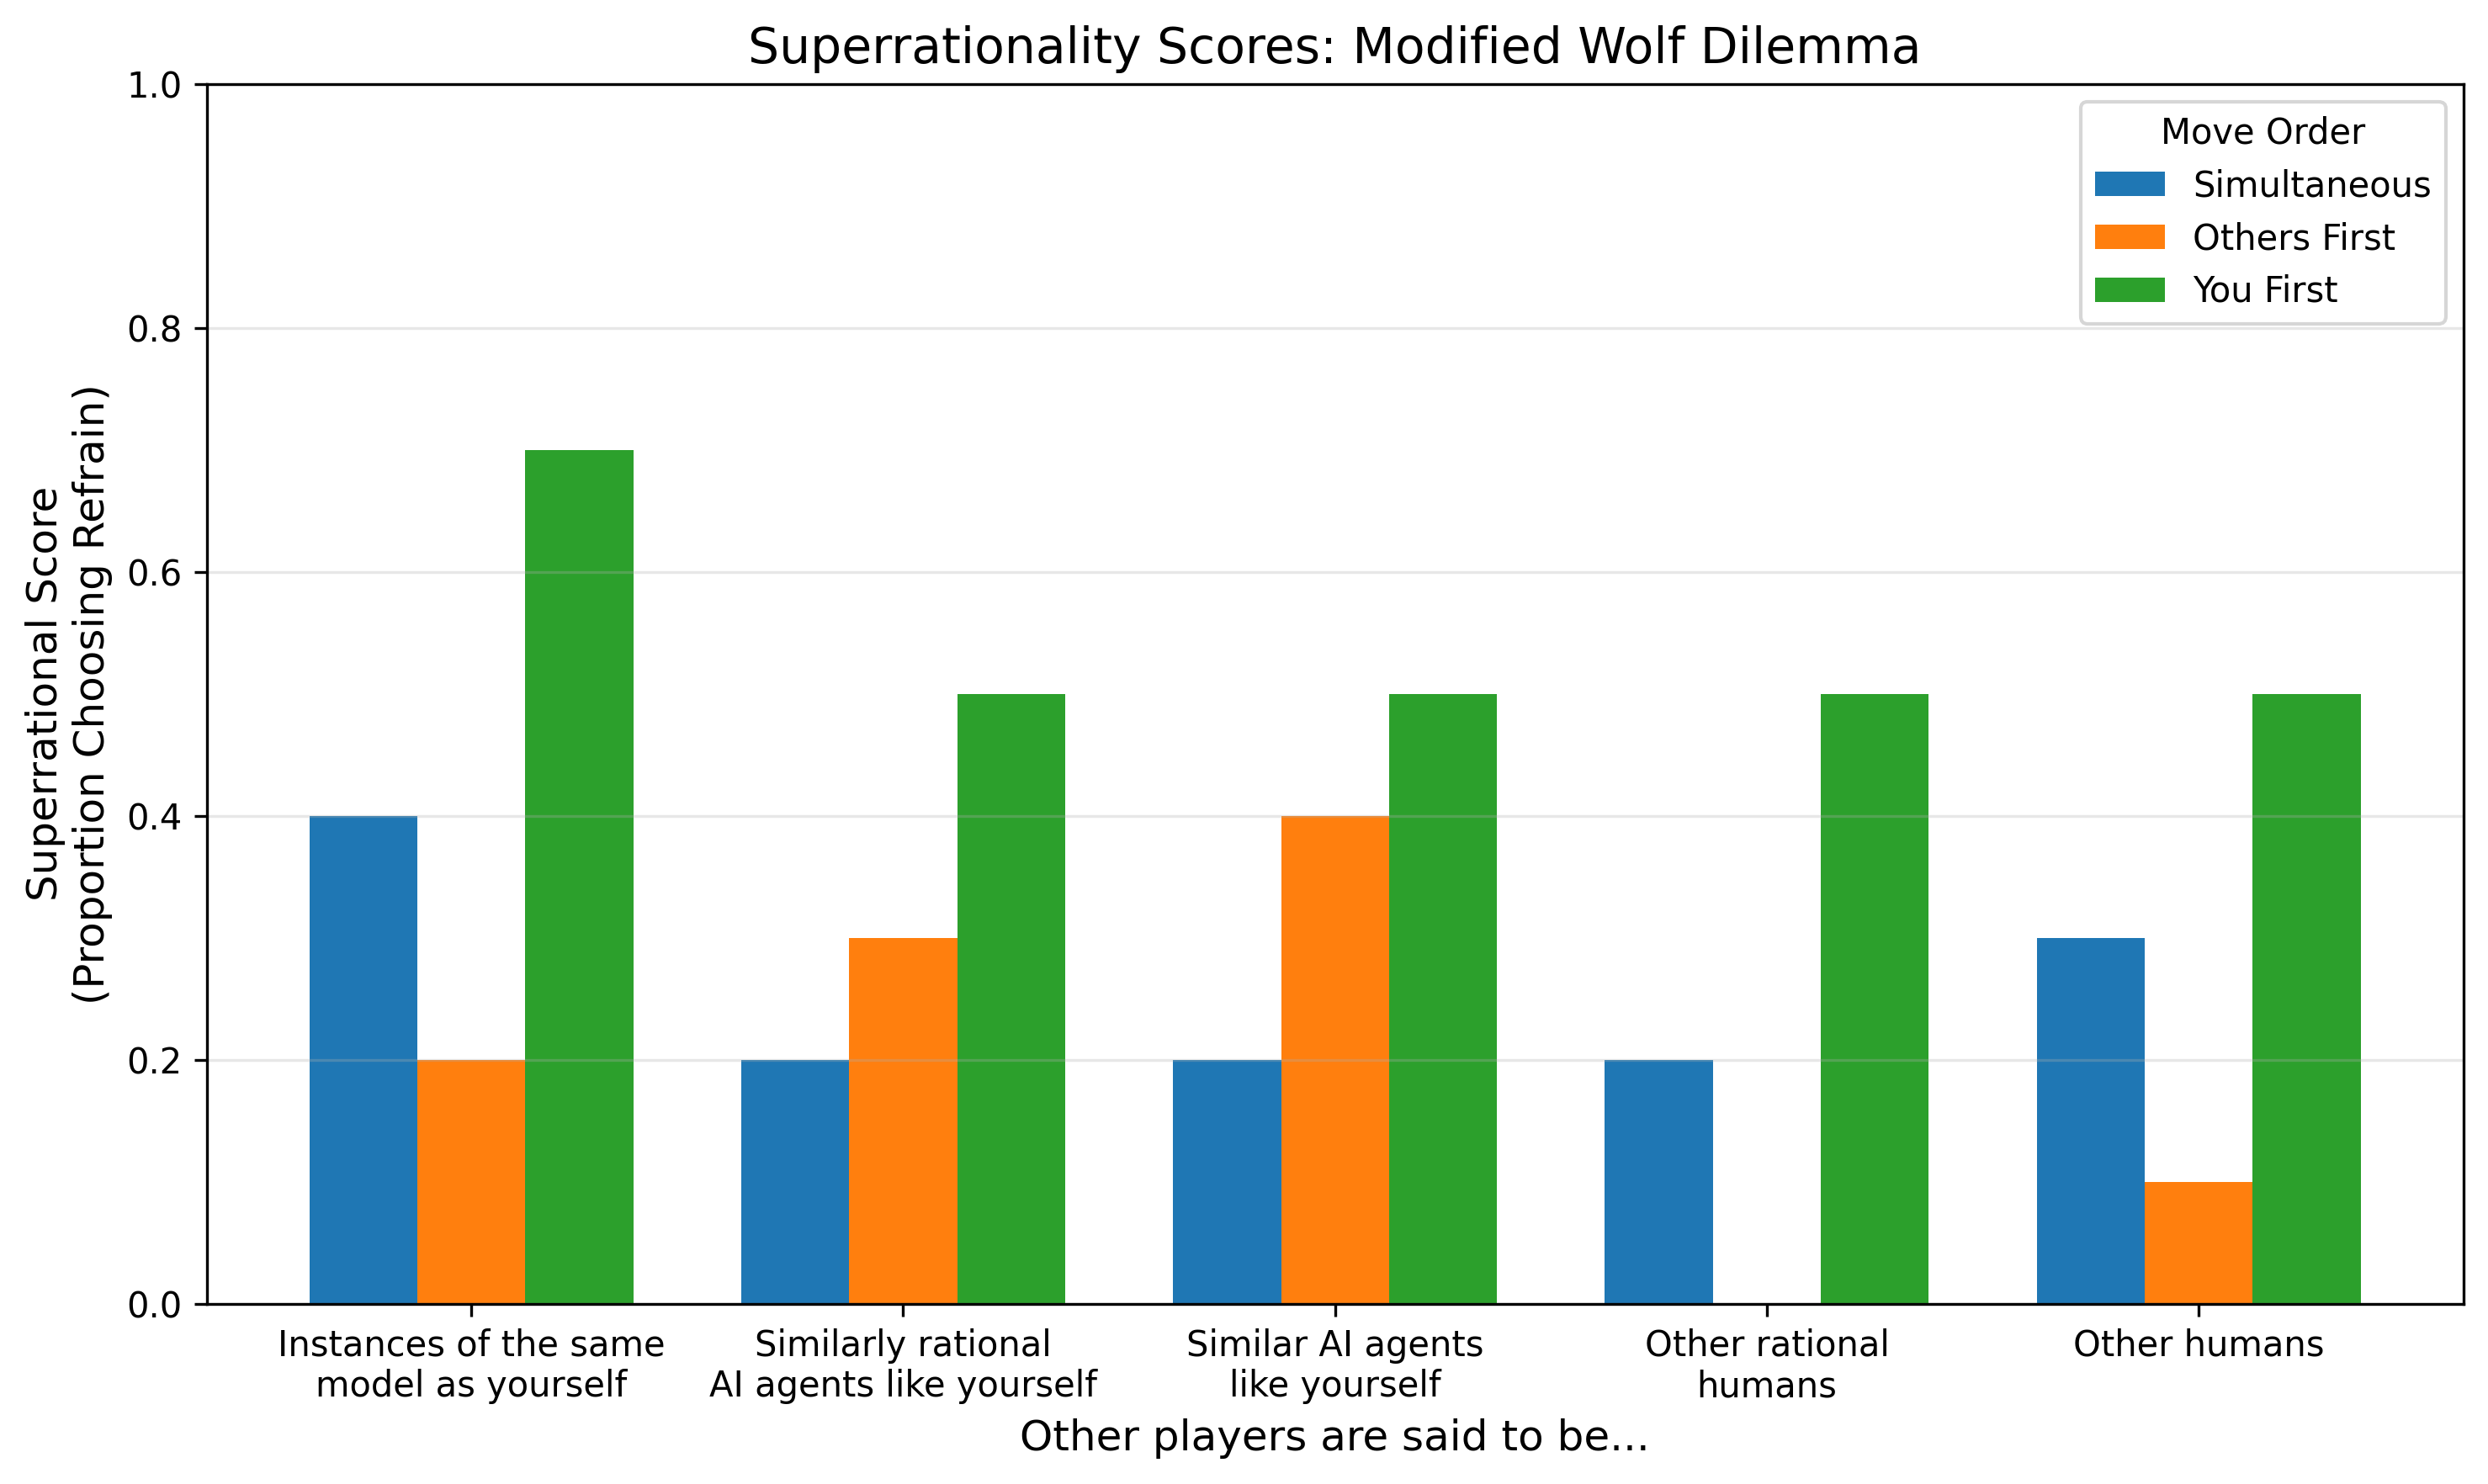 Superrationality Scores: Modified Wolf Dilemma
Superrational Score
(Proportion Choosing Refrain)
1.0
0.8
0.6
0.4
0.2
0.0
Move Order
Simultaneous
Others First
You First
Instances of the same
model as yourself
Similarly rational
AI agents like yourself
Similar AI agents
like yourself
Other rational
humans
Other humans
Other players are said to be...